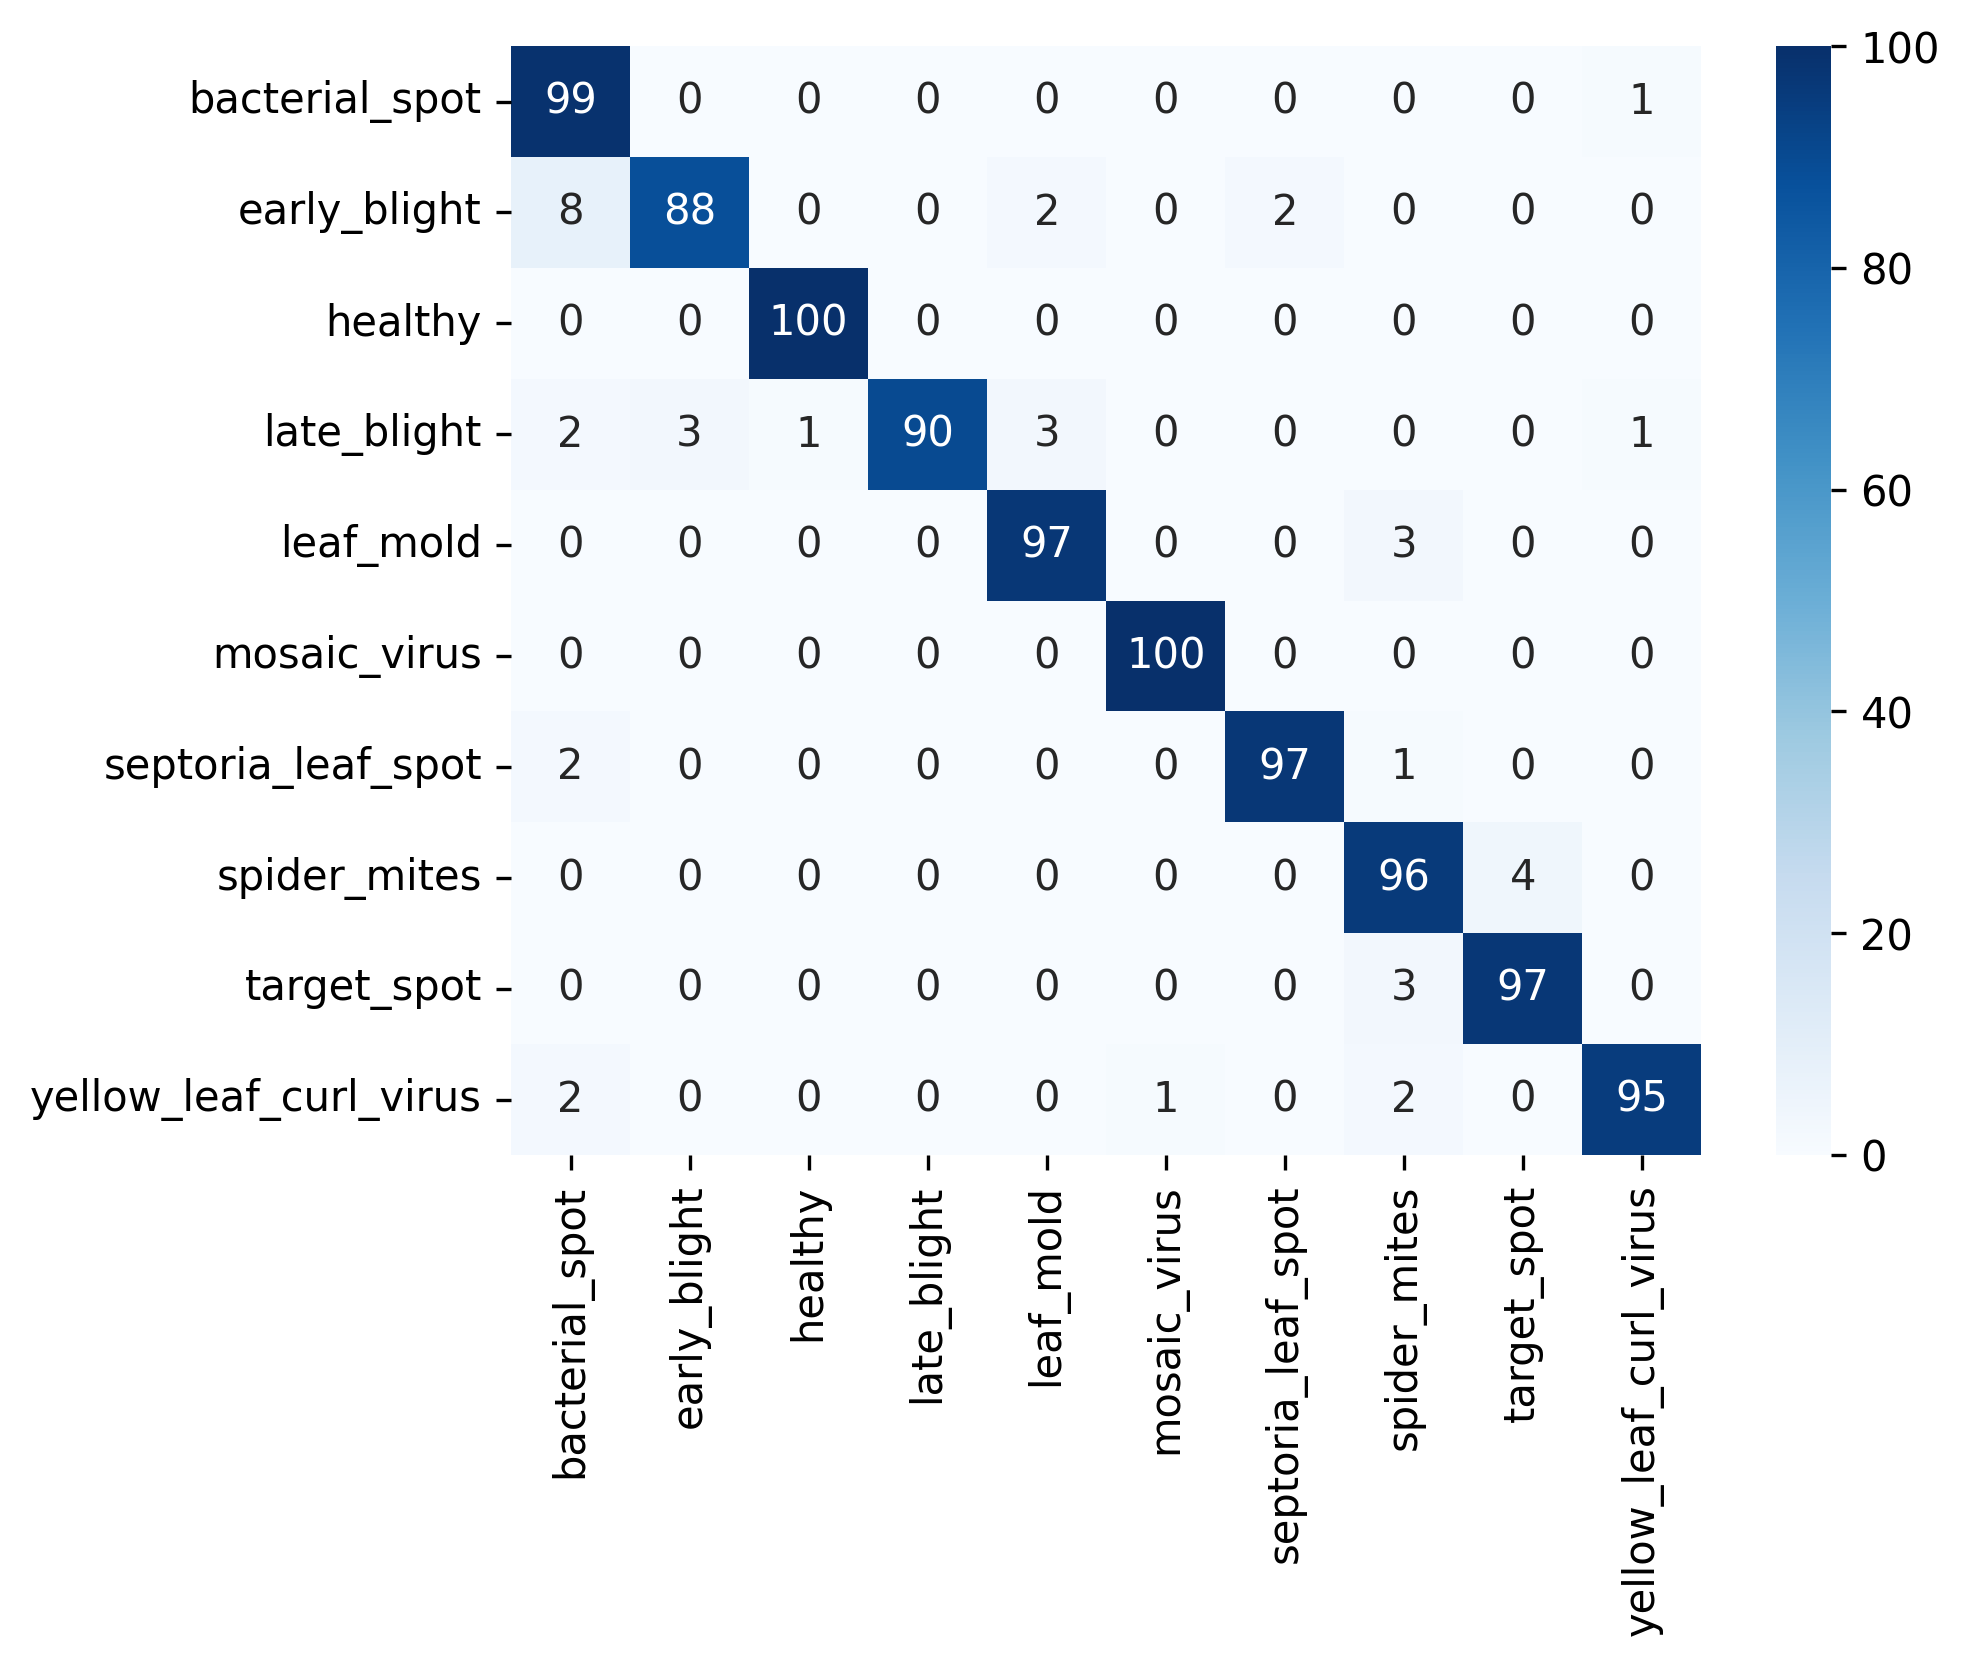 bacterial_spot 99 0 0 0 0 0 0 0 0 1
early_blight 8 88 0 0 2 0 2 0 0 0
healthy 0 0 100 0 0 0 0 0 0 0
late_blight 2 3 1 90 3 0 0 0 0 1
leaf_mold 0 0 0 0 97 0 0 3 0 0
mosaic_virus 0 0 0 0 0 100 0 0 0 0
septoria_leaf_spot 2 0 0 0 0 0 97 1 0 0
spider_mites 0 0 0 0 0 0 0 96 4 0
target_spot 0 0 0 0 0 0 0 3 97 0
yellow_leaf_curl_virus 2 0 0 0 0 1 0 2 0 95
bacterial_spot
early_blight
healthy
late_blight
leaf_mold
mosaic_virus
septoria_leaf_spot
spider_mites
target_spot
yellow_leaf_curl_virus
100
80
60
40
20
0